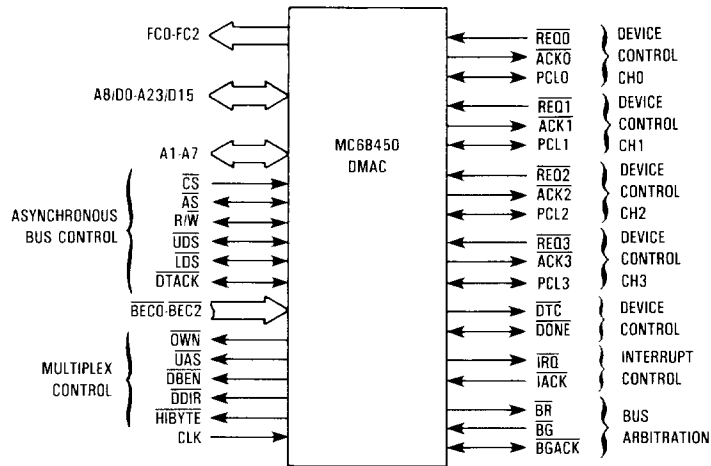 FC0-FC2
A8/D0-A23/D15
A1-A7
ASYNCHRONOUS
BUS CONTROL
CS
AS
R/W
UDS
LDS
DTACK
BEC0-BEC2
MULTIPLEX
CONTROL
OWN
UAS
DBEN
DDIR
HIBYTE
CLK
MC68450
DMAC
REQ0
ACK0
PCL0
DEVICE
CONTROL
CH0
REQ1
ACK1
PCL1
DEVICE
CONTROL
CH1
REQ2
ACK2
PCL2
DEVICE
CONTROL
CH2
REQ3
ACK3
PCL3
DEVICE
CONTROL
CH3
DTC
DONE
DEVICE
CONTROL
IRQ
IACK
INTERRUPT
CONTROL
BR
BG
BGACK
BUS
ARBITRATION